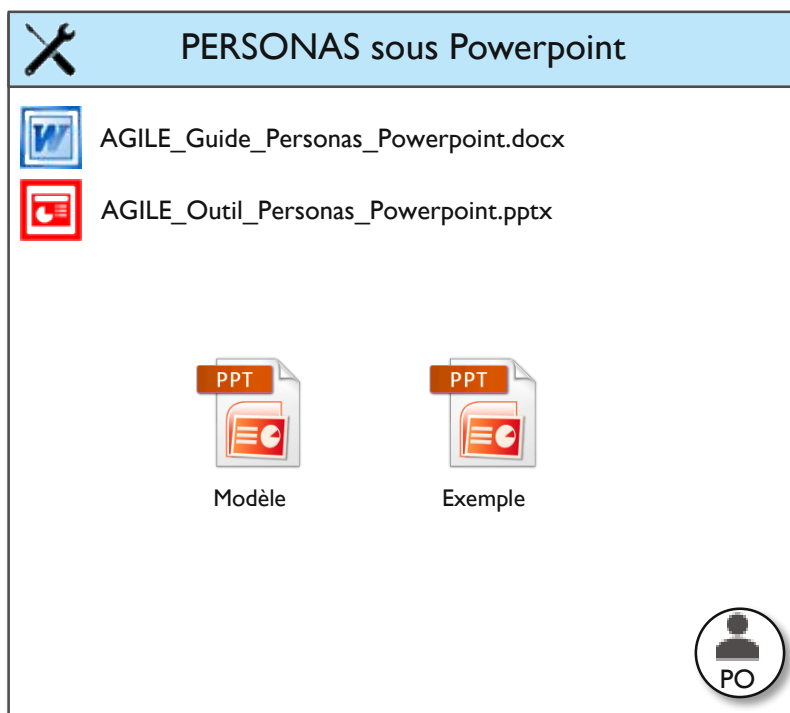 PERSONAS sous Powerpoint
W
AGILE_Guide_Personas_Powerpoint.docx
AGILE_Outil_Personas_Powerpoint.pptx
PPT
PPT
Modèle
Exemple
PO